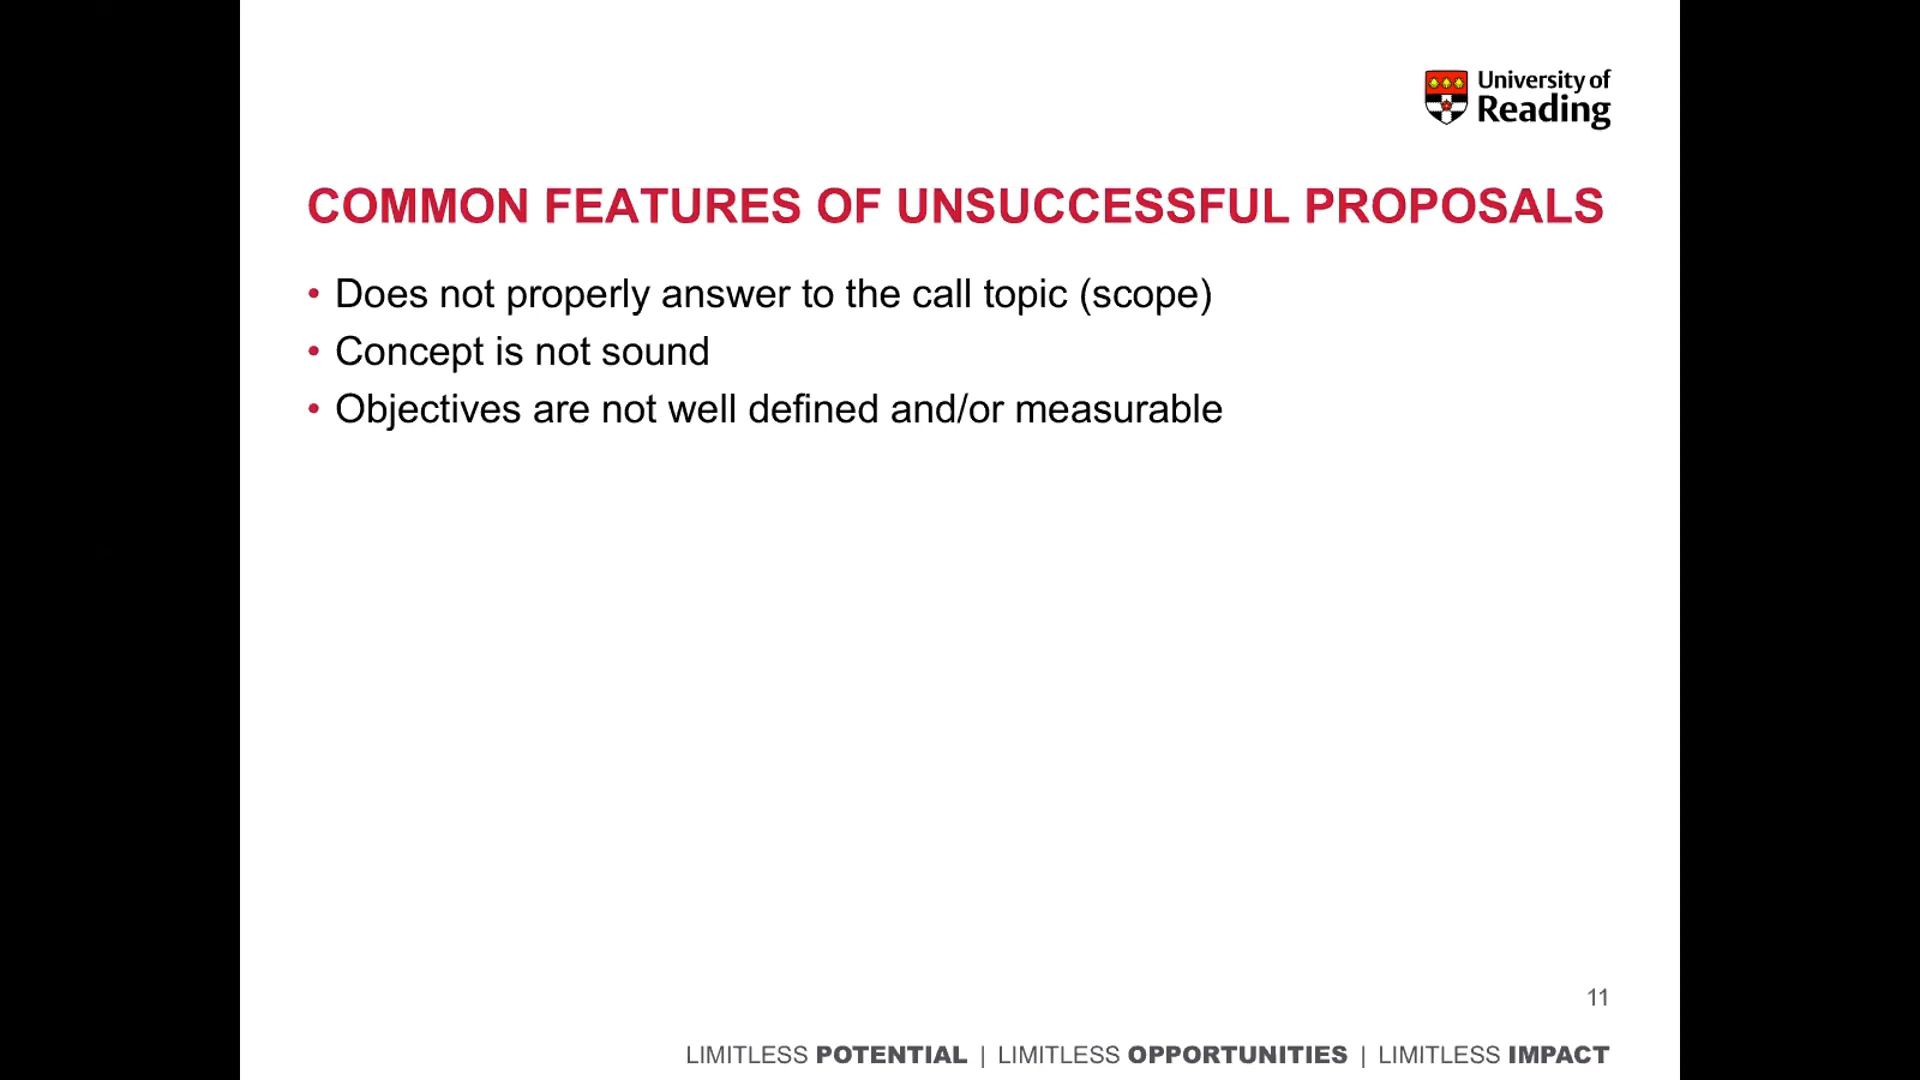 University of
Reading
COMMON FEATURES OF UNSUCCESSFUL PROPOSALS
• Does not properly answer to the call topic (scope)
• Concept is not sound
• Objectives are not well defined and/or measurable
11
LIMITLESS POTENTIAL | LIMITLESS OPPORTUNITIES | LIMITLESS IMPACT